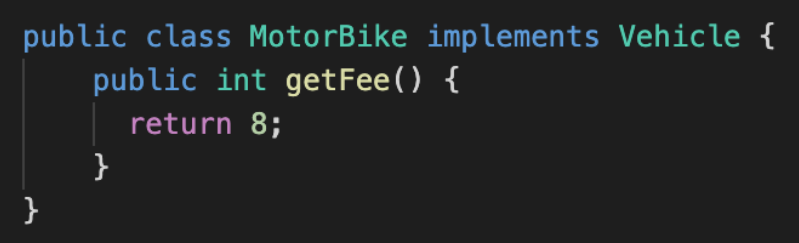 public class MotorBike implements Vehicle {
    public int getFee() {
      return 8;
    }
}